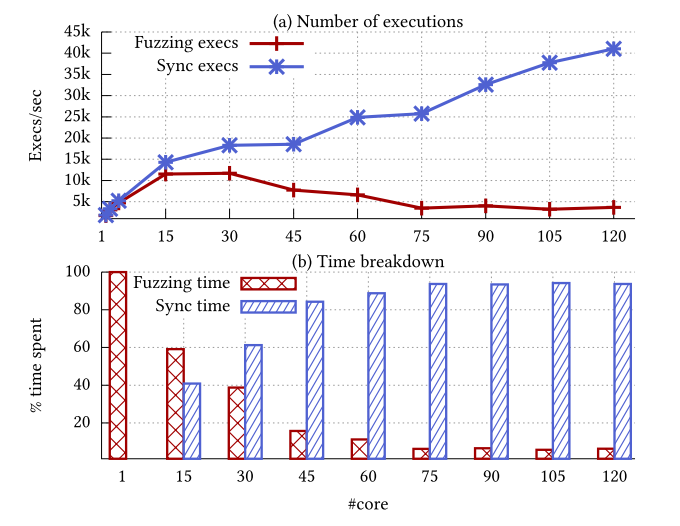 (a) Number of executions
45k
40k
35k
30k
25k
20k
15k
10k
5k
Execs/sec
Fuzzing execs
Sync execs
1 15 30 45 60 75 90 105 120
(b) Time breakdown
100
80
60
40
20
% time spent
Fuzzing time
Sync time
1 15 30 45 60 75 90 105 120
#core